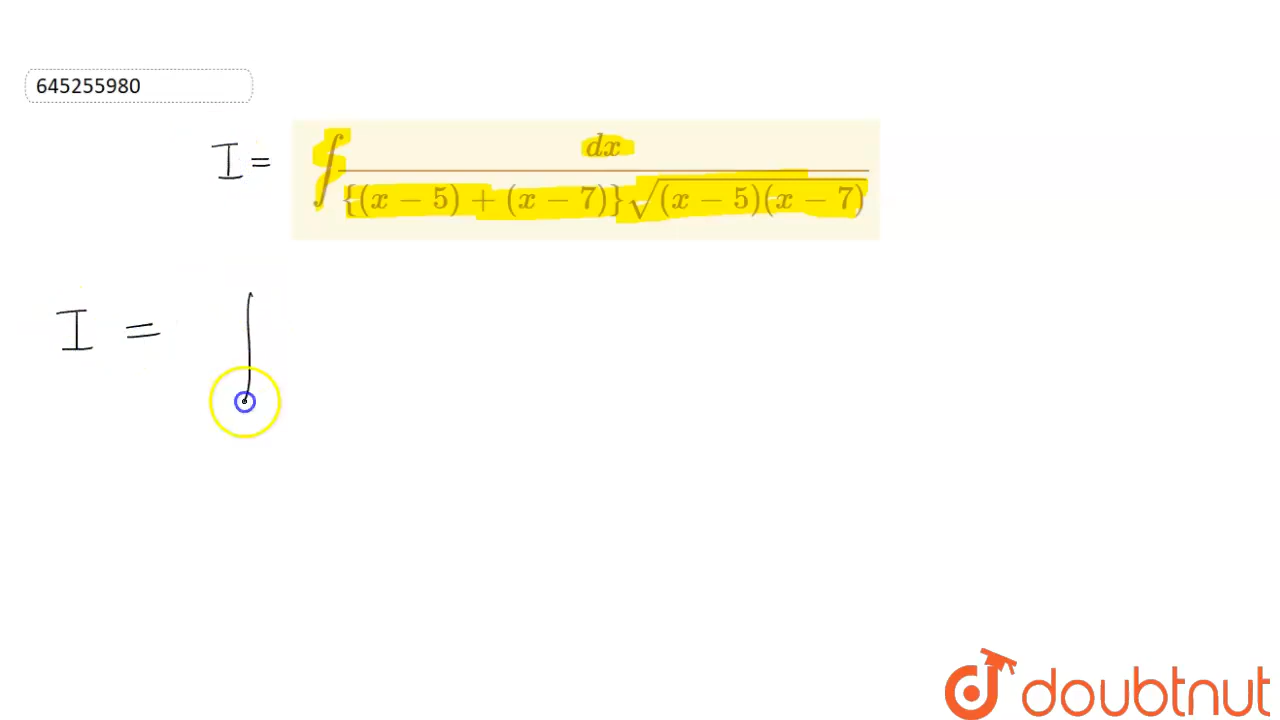 645255980
I = ∫ dx / {(x − 5) + (x − 7)}√(x − 5)(x − 7)
I = ∫
doubtnut